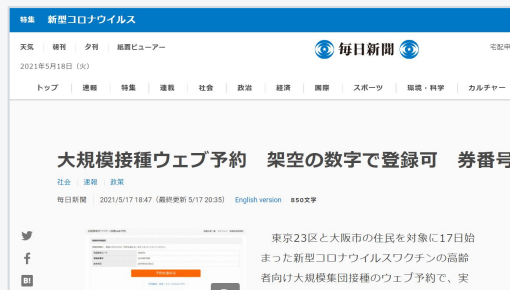 特集 新型コロナウイルス
天気 朝刊 夕刊 紙面ビューアー
毎日新聞
宅配申
2021年5月18日（火）
トップ 速報 特集 連載 社会 政治 経済 国際 スポーツ 環境・科学 カルチャー
大規模接種ウェブ予約 架空の数字で登録可 券番号
社会 速報 政策
毎日新聞 2021/5/17 18:47（最終更新 5/17 20:35） English version 850文字
東京23区と大阪市の住民を対象に17日始
まった新型コロナウイルスワクチンの高齢
者向け大規模集団接種のウェブ予約で、実
B!